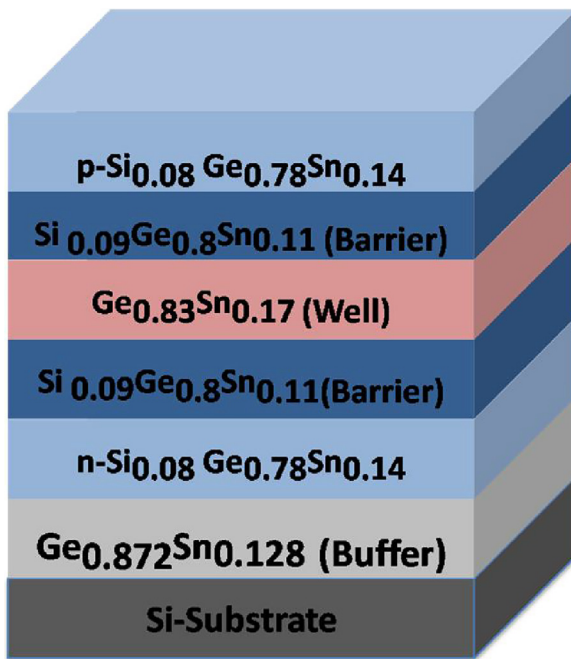 p-Si0.08 Ge0.78Sn0.14
Si 0.09Ge0.8Sn0.11 (Barrier)
Ge0.83Sn0.17 (Well)
Si 0.09Ge0.8Sn0.11(Barrier)
n-Si0.08 Ge0.78Sn0.14
Ge0.872Sn0.128 (Buffer)
Si-Substrate